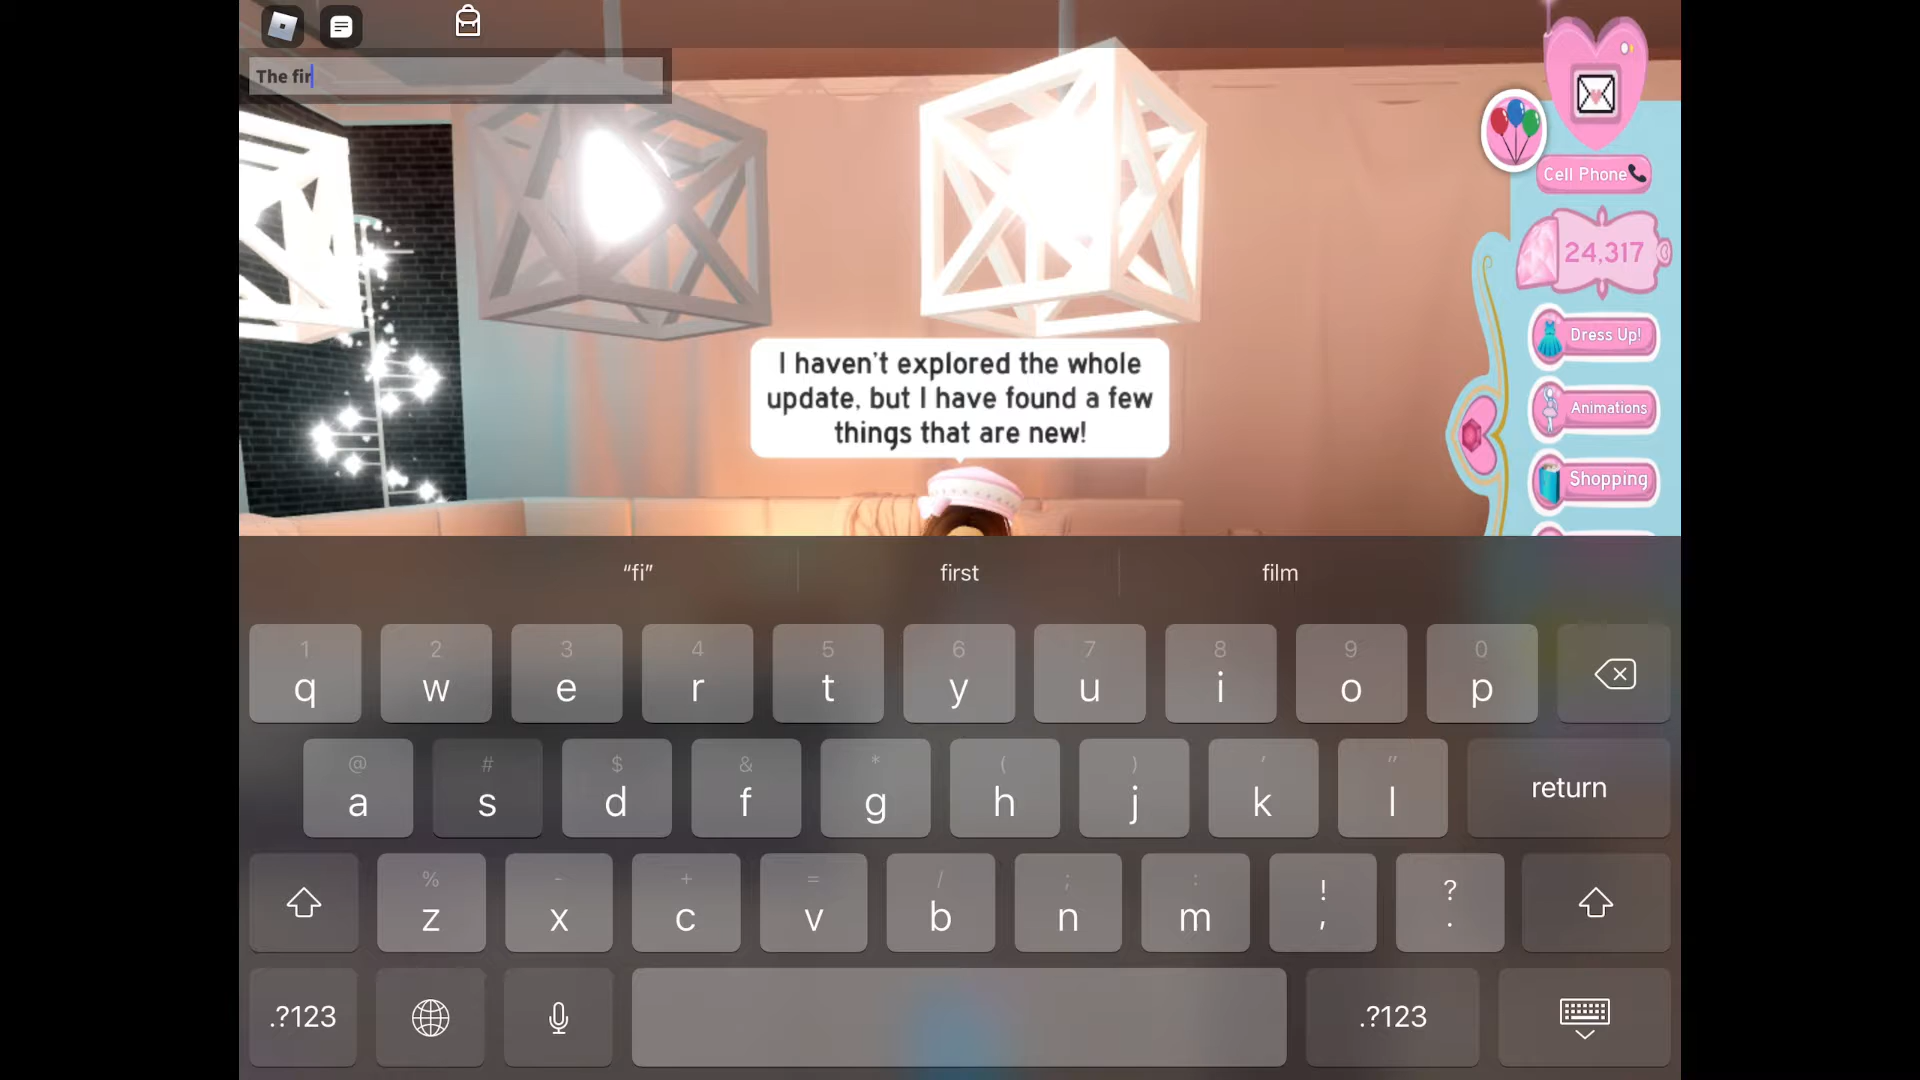 The fir
Cell Phone
24,317
Dress Up!
Animations
Shopping
I haven't explored the whole
update, but I have found a few
things that are new!
“fi” first film
1 2 3 4 5 6 7 8 9 0
q w e r t y u i o p
@ # $ & * ( ) ' "
a s d f g h j k l return
% - + = / ; : ! ?
z x c v b n m , .
.?123 .?123